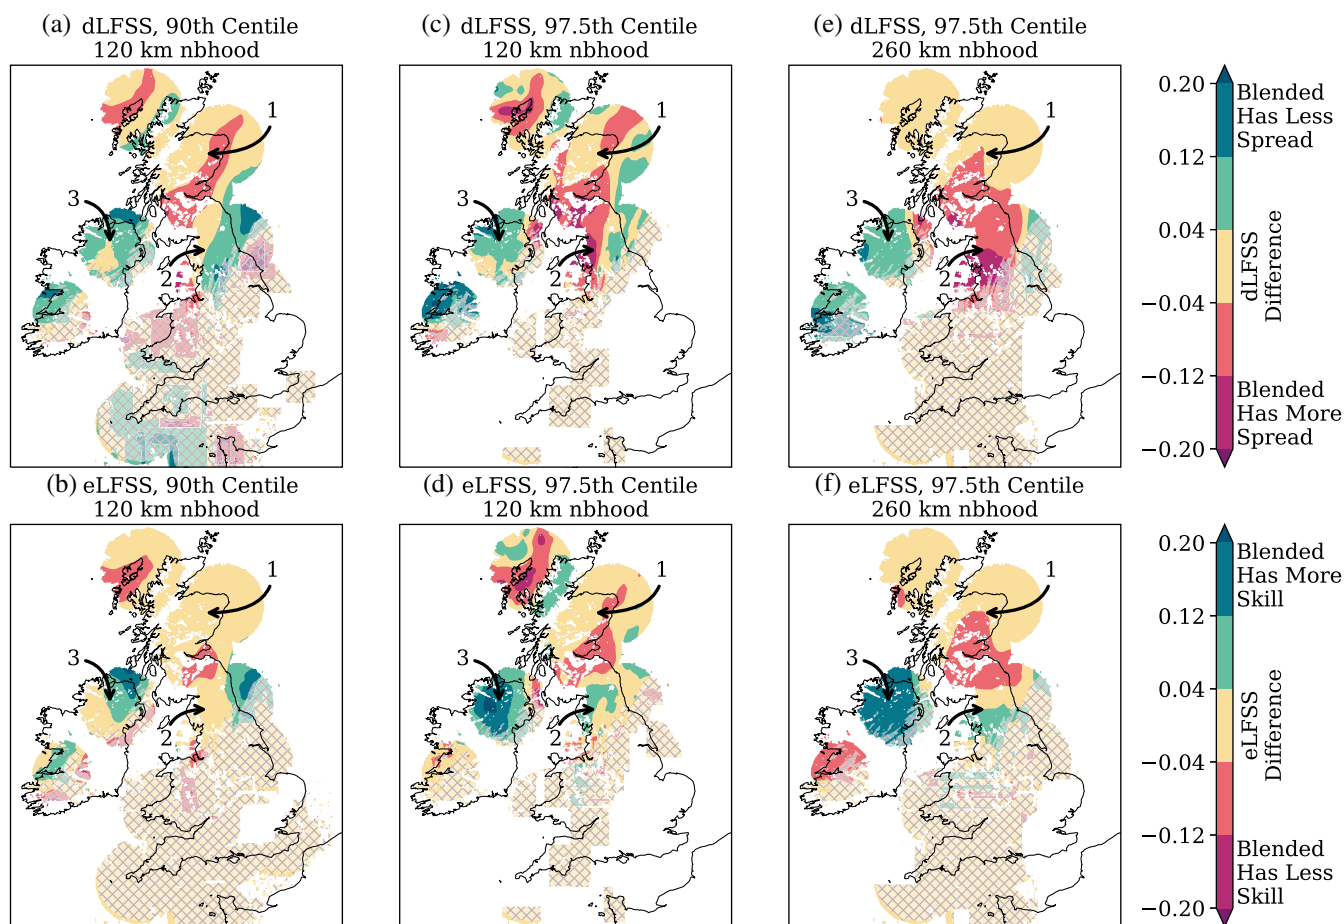 (a) dLFSS, 90th Centile
120 km nbhood
(c) dLFSS, 97.5th Centile
120 km nbhood
(e) dLFSS, 97.5th Centile
260 km nbhood
1
3
2
1
3
2
1
3
2
0.20
0.12
0.04
−0.04
−0.12
−0.20
Blended
Has Less
Spread
dLFSS
Difference
Blended
Has More
Spread
(b) eLFSS, 90th Centile
120 km nbhood
(d) eLFSS, 97.5th Centile
120 km nbhood
(f) eLFSS, 97.5th Centile
260 km nbhood
1
3
2
1
3
2
1
3
2
0.20
0.12
0.04
−0.04
−0.12
−0.20
Blended
Has More
Skill
eLFSS
Difference
Blended
Has Less
Skill